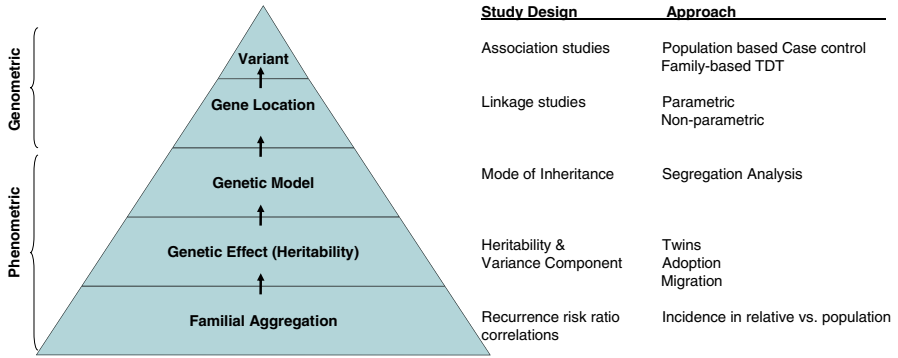 Study Design Approach
Variant
Association studies
Population based Case control
Family-based TDT
Genometric
Gene Location
Linkage studies
Parametric
Non-parametric
Genetic Model
Mode of Inheritance
Segregation Analysis
Phenometric
Genetic Effect (Heritability)
Heritability &
Variance Component
Twins
Adoption
Migration
Familial Aggregation
Recurrence risk ratio
correlations
Incidence in relative vs. population